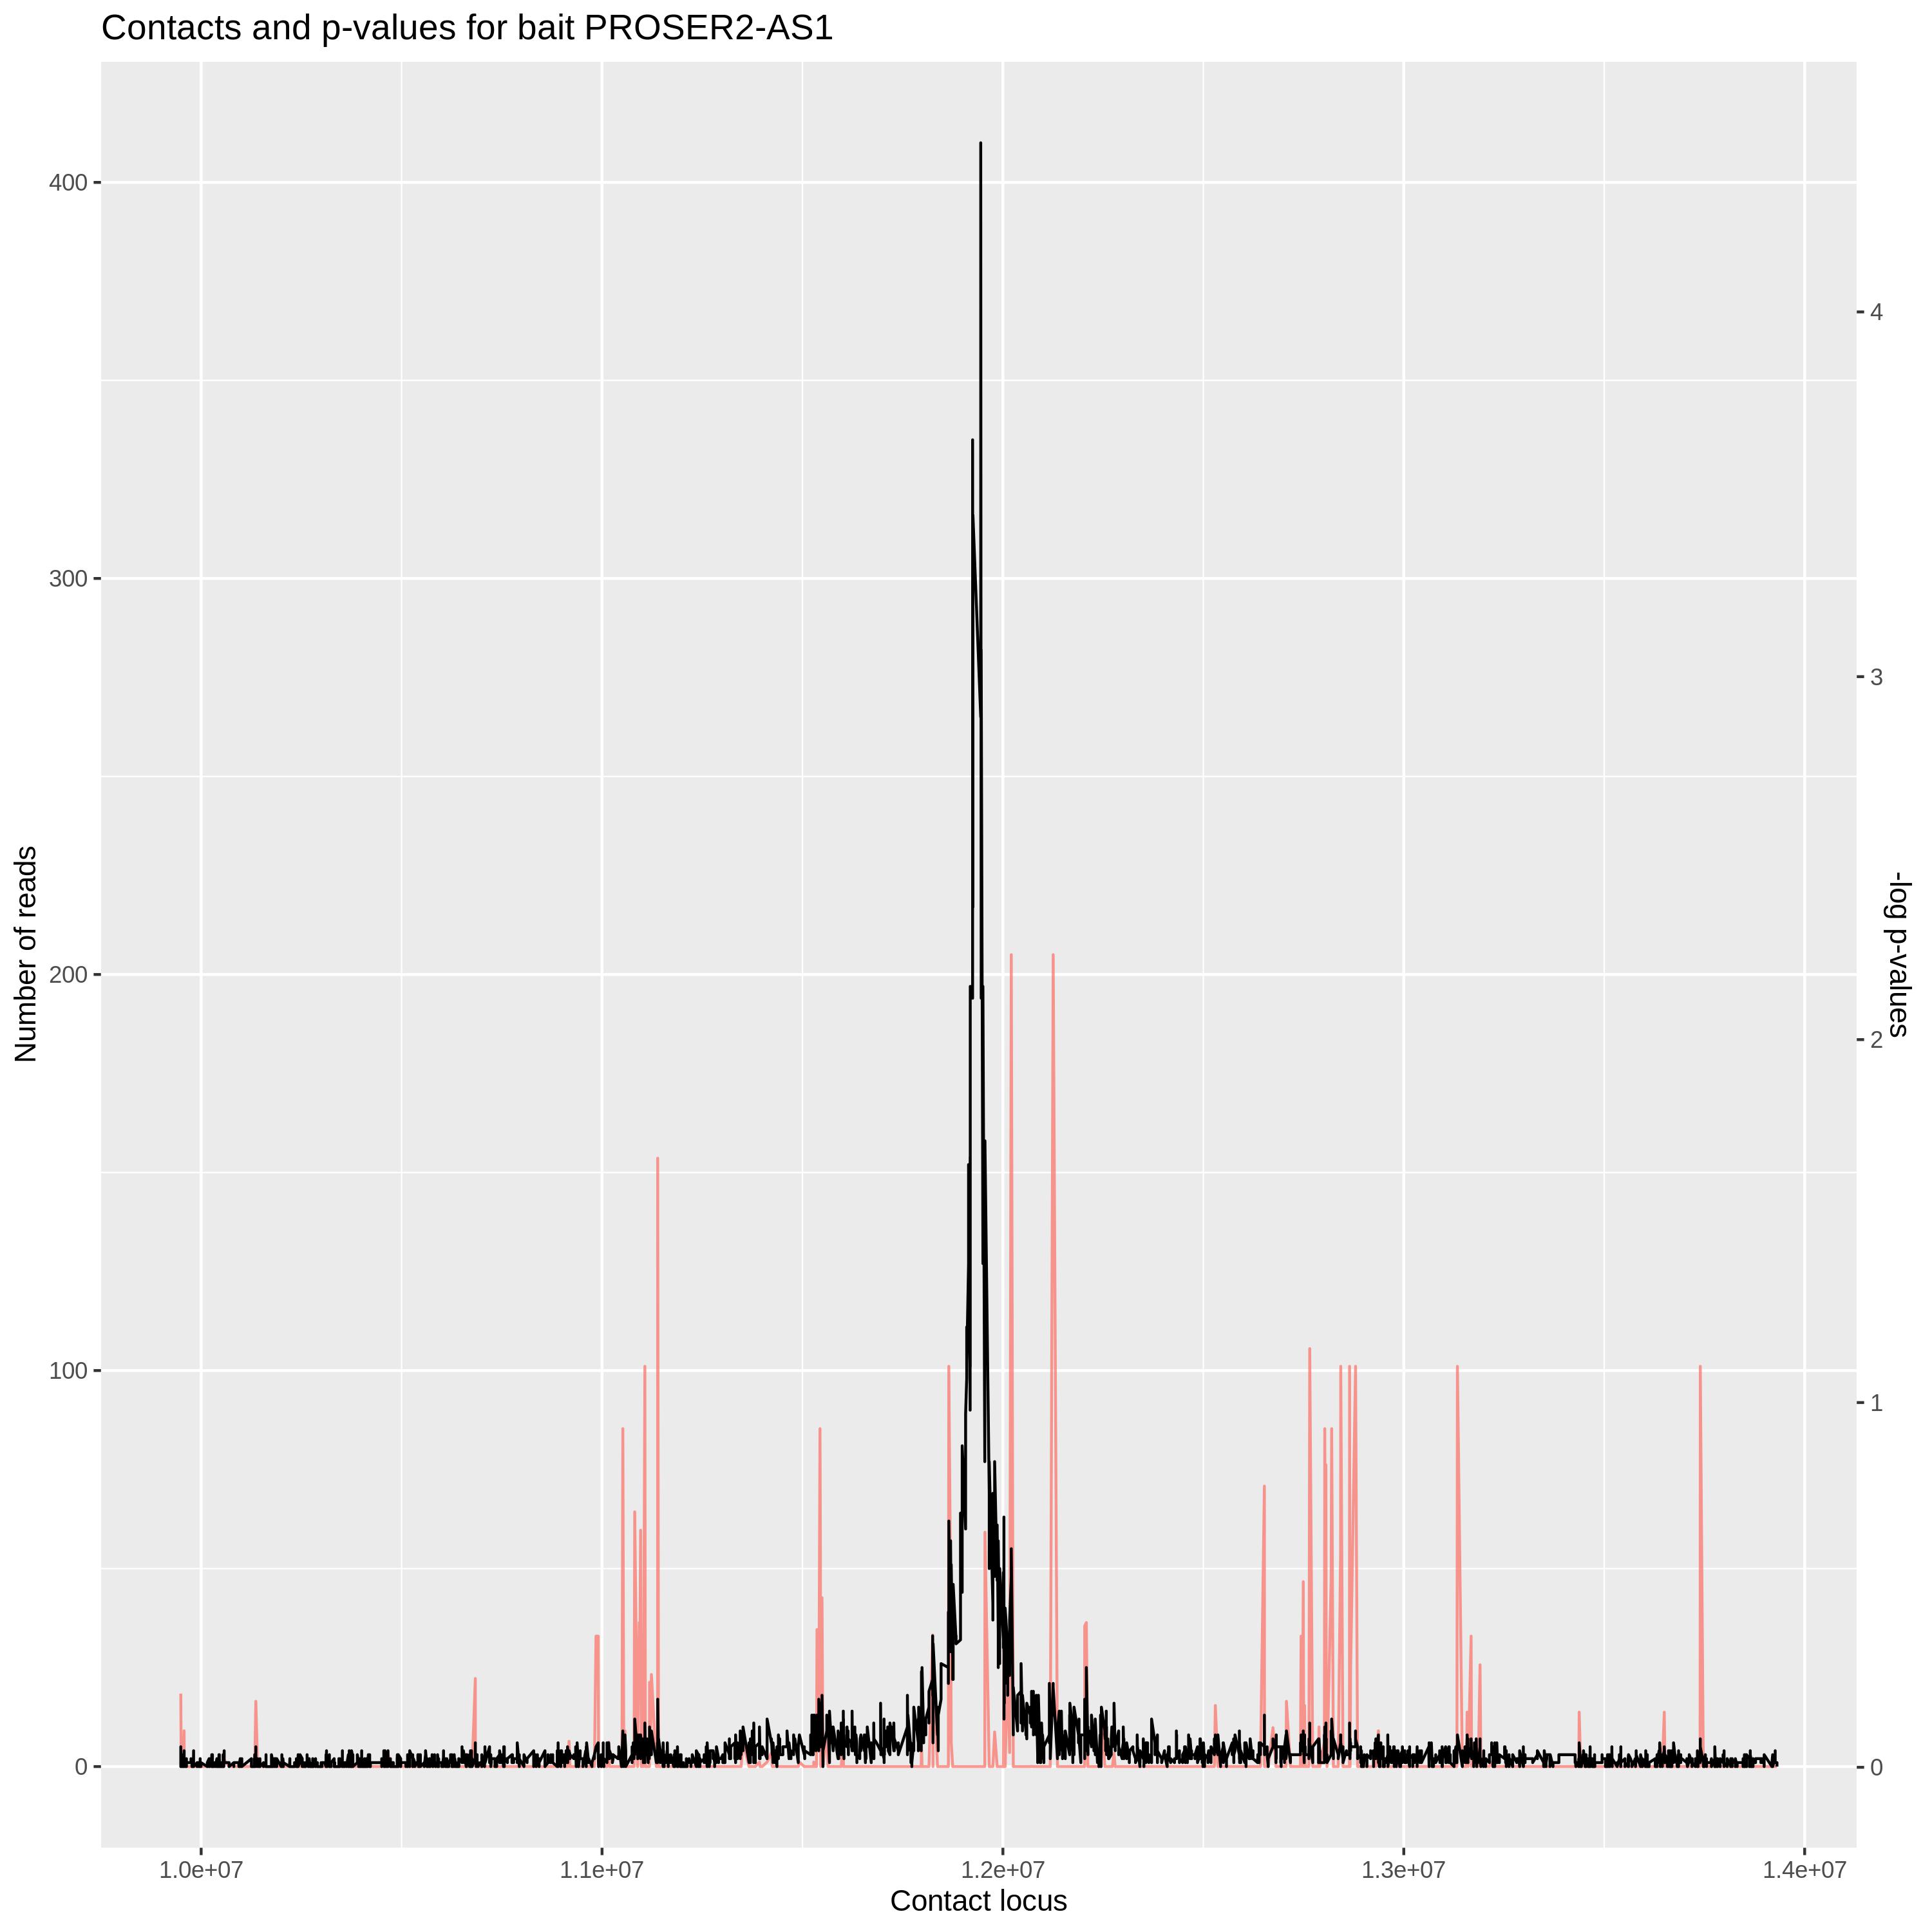 Contacts and p-values for bait PROSER2-AS1
Number of reads
400
300
200
100
0
4
3
2
1
0
-log p-values
1.0e+07
1.1e+07
1.2e+07
1.3e+07
1.4e+07
Contact locus